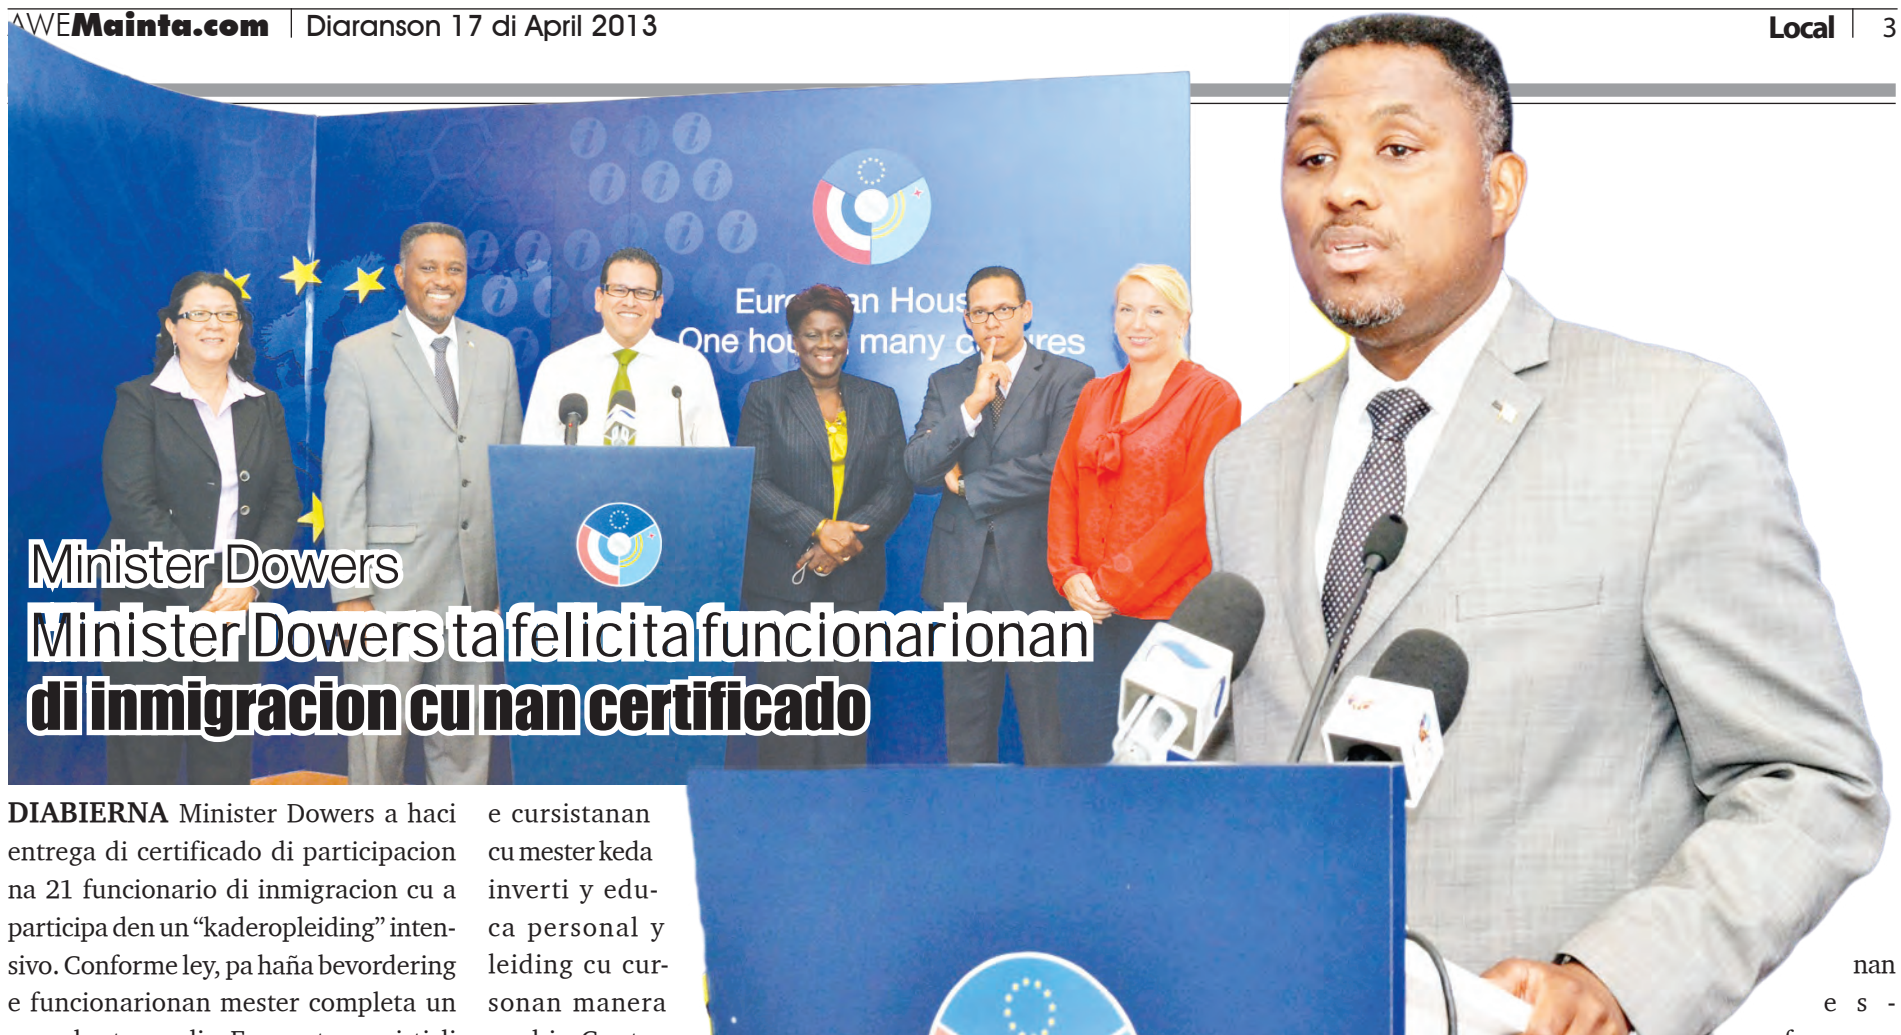 AWEMainta.com
Diaranson 17 di April 2013
Local
3
European House
One house, many cultures
Minister Dowers
Minister Dowers ta felicita funcionarionan
di inmigracion cu nan certificado
DIABIERNA Minister Dowers a haci
entrega di certificado di participacion
na 21 funcionario di inmigracion cu a
participa den un “kaderopleiding” inten-
sivo. Conforme ley, pa haña bevordering
e funcionarionan mester completa un
e cursistanan
cu mester keda
inverti y edu-
ca personal y
leiding cu cur-
sonan manera
nan
e s -